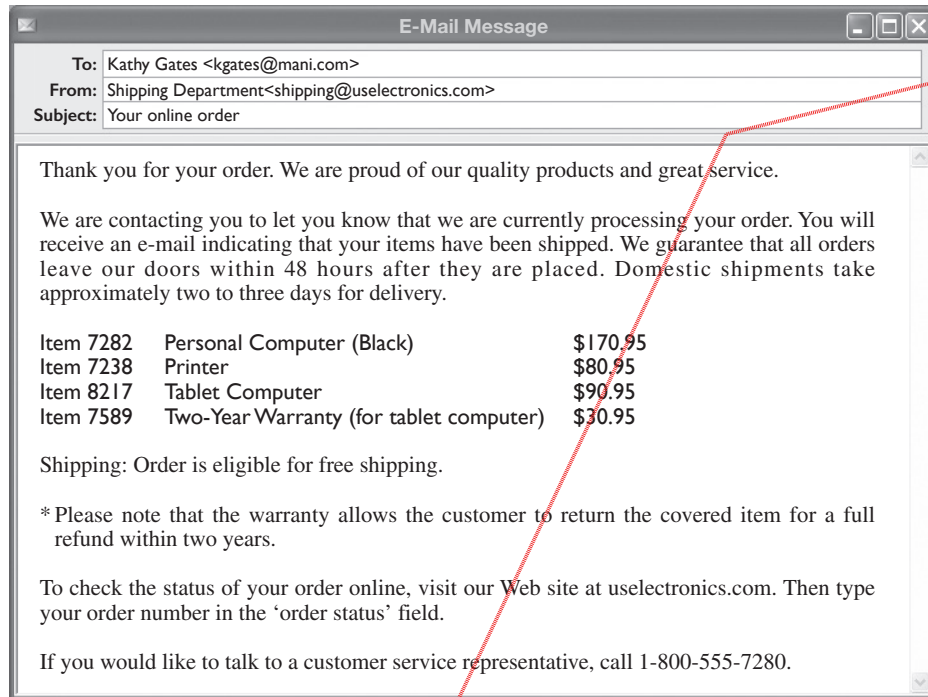 E-Mail Message
To: Kathy Gates <kgates@mani.com>
From: Shipping Department<shipping@uselectronics.com>
Subject: Your online order
Thank you for your order. We are proud of our quality products and great service.
We are contacting you to let you know that we are currently processing your order. You will
receive an e-mail indicating that your items have been shipped. We guarantee that all orders
leave our doors within 48 hours after they are placed. Domestic shipments take
approximately two to three days for delivery.
Item 7282 Personal Computer (Black) $170.95
Item 7238 Printer $80.95
Item 8217 Tablet Computer $90.95
Item 7589 Two-Year Warranty (for tablet computer) $30.95
Shipping: Order is eligible for free shipping.
* Please note that the warranty allows the customer to return the covered item for a full
refund within two years.
To check the status of your order online, visit our Web site at uselectronics.com. Then type
your order number in the ‘order status’ field.
If you would like to talk to a customer service representative, call 1-800-555-7280.